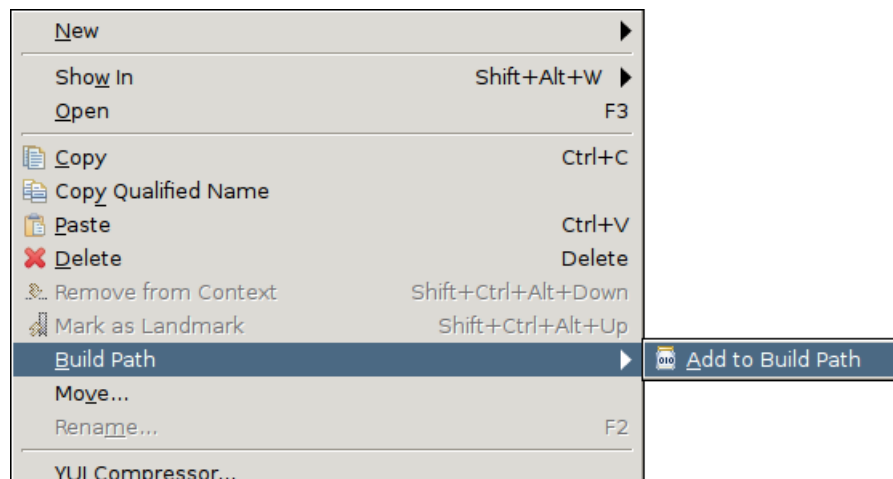 New
Show In Shift+Alt+W
Open F3
Copy Ctrl+C
Copy Qualified Name
Paste Ctrl+V
Delete Delete
Remove from Context Shift+Ctrl+Alt+Down
Mark as Landmark Shift+Ctrl+Alt+Up
Build Path 010 Add to Build Path
Move...
Rename... F2
YUI Compressor...